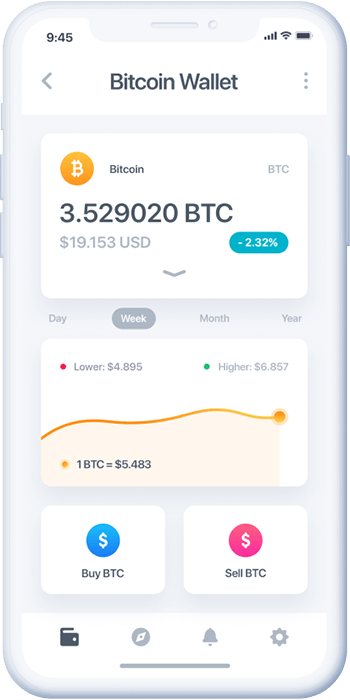 9:45
Bitcoin Wallet
Bitcoin
BTC
3.529020 BTC
$19.153 USD
- 2.32%
Day
Week
Month
Year
Lower: $4.895
Higher: $6.857
1 BTC = $5.483
$
$
Buy BTC
Sell BTC